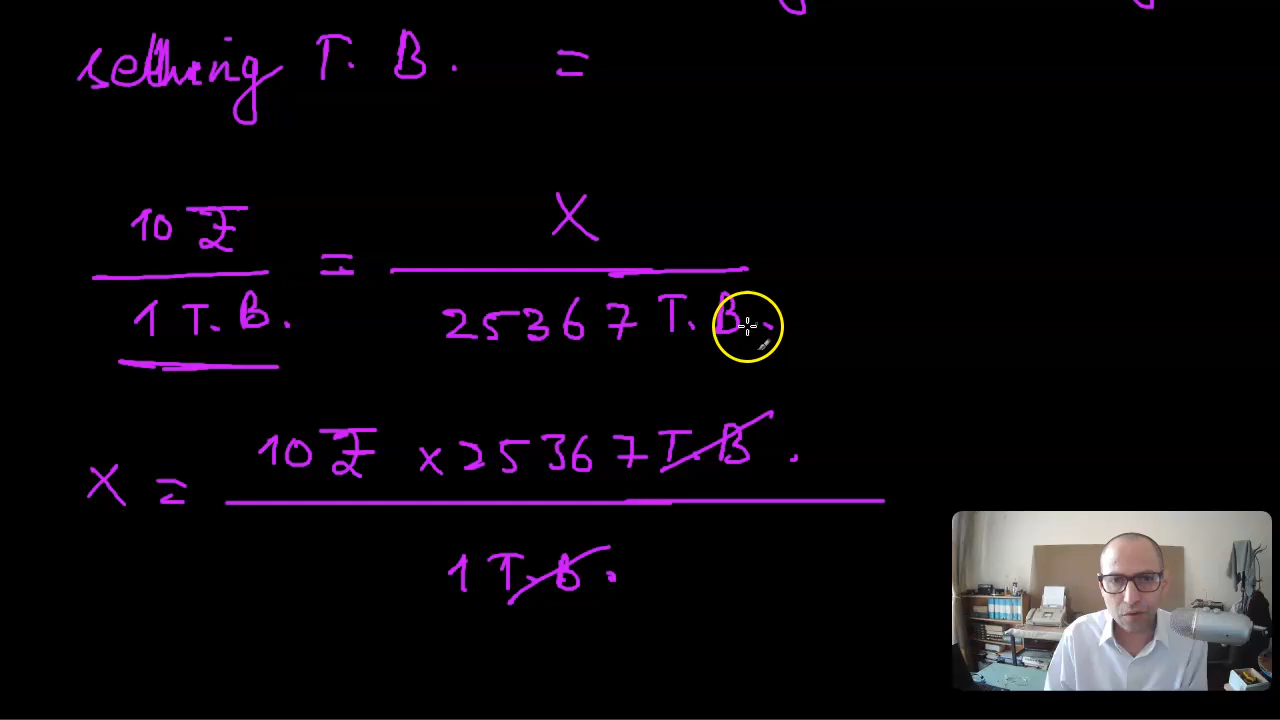 selling T. B. =
10 Z / 1 T. B. = X / 25367 T. B.
X = 10 Z × 25367 T. B. / 1 T. B.